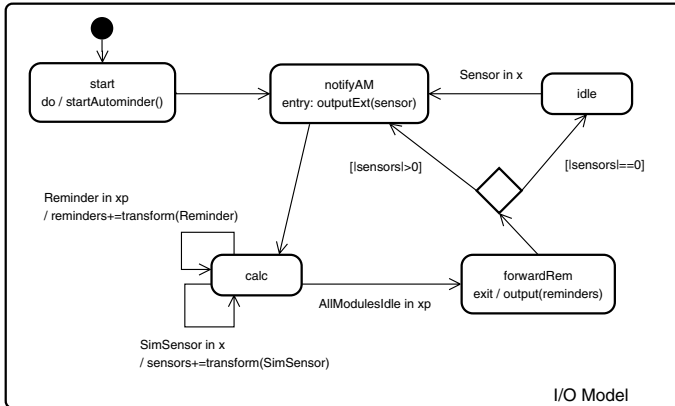 start
do / startAutominder()
notifyAM
entry: outputExt(sensor)
Sensor in x
idle
[|sensors|>0]
[|sensors|==0]
Reminder in xp
/ reminders+=transform(Reminder)
calc
AllModulesIdle in xp
forwardRem
exit / output(reminders)
SimSensor in x
/ sensors+=transform(SimSensor)
I/O Model